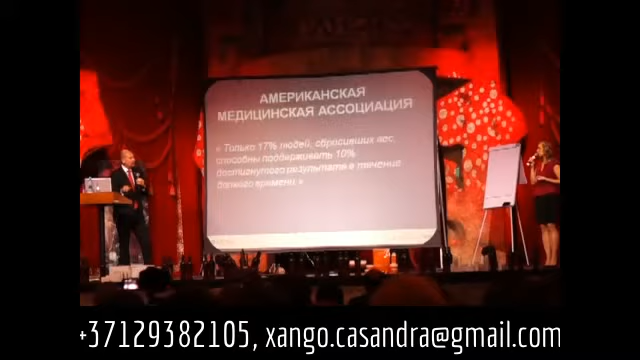 АМЕРИКАНСКАЯ
МЕДИЦИНСКАЯ АССОЦИАЦИЯ
« Только 17% людей, сбросивших вес,
способны поддерживать 10%
достигнутого результата в течение
данного времени »
+37129382105, xango.casandra@gmail.com